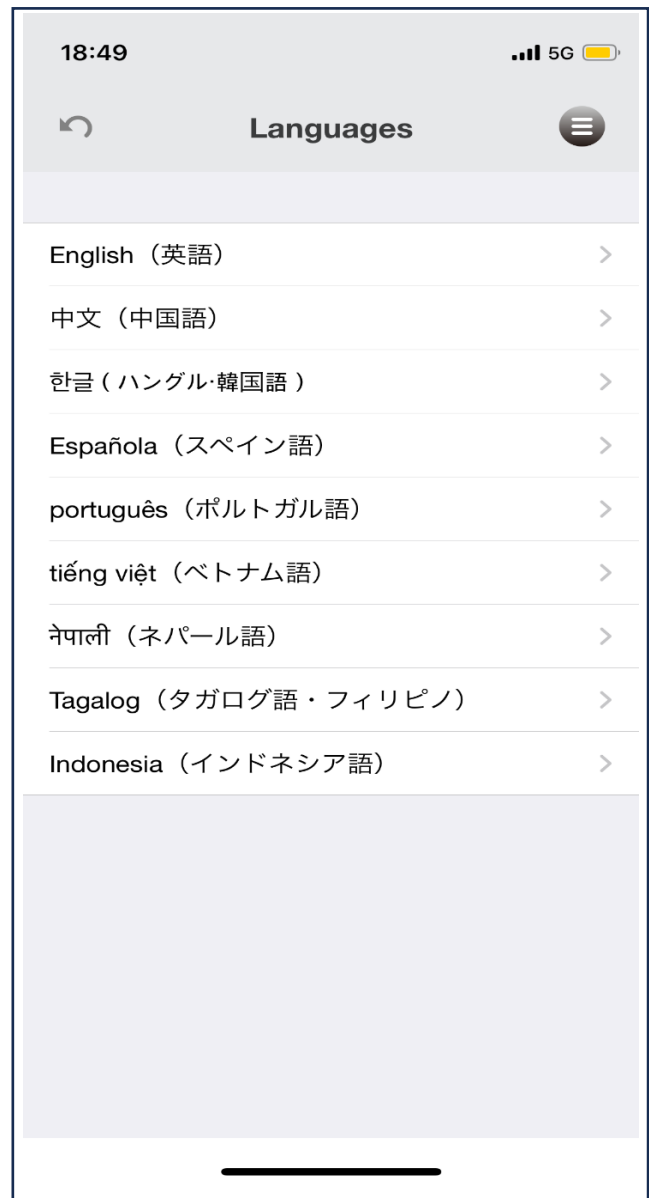 18:49 5G
Languages
English（英語）
中文（中国語）
한글 ( ハングル·韓国語 )
Española（スペイン語）
português（ポルトガル語）
tiếng việt（ベトナム語）
नेपाली（ネパール語）
Tagalog（タガログ語・フィリピノ）
Indonesia（インドネシア語）